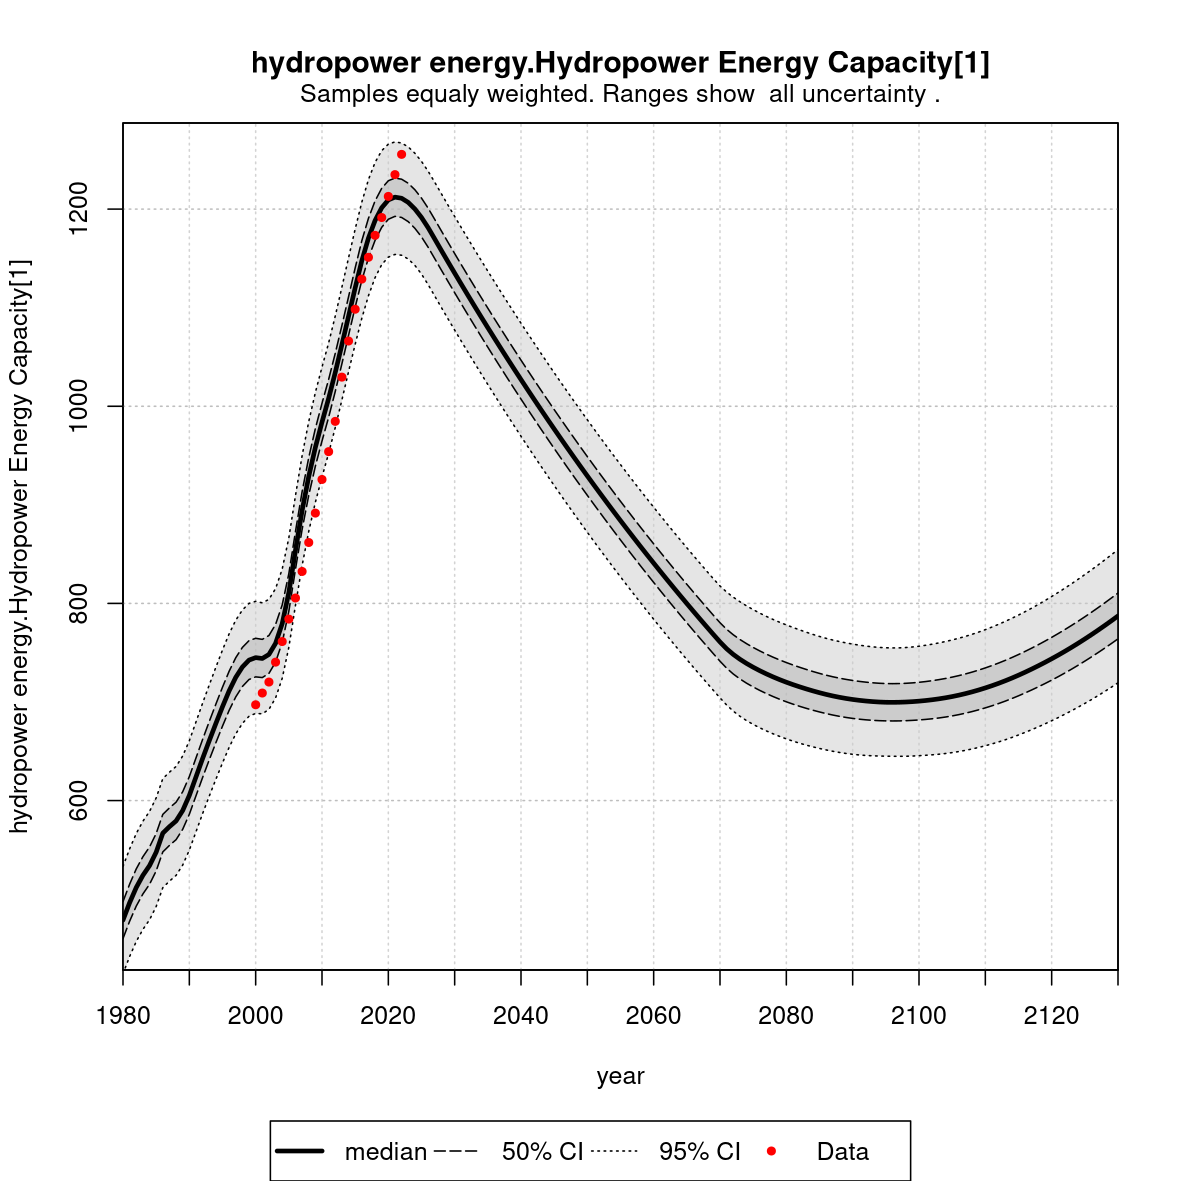 hydropower energy.Hydropower Energy Capacity[1]
Samples equaly weighted. Ranges show  all uncertainty .
hydropower energy.Hydropower Energy Capacity[1]
1200
1000
800
600
1980 2000 2020 2040 2060 2080 2100 2120
year
median 50% CI 95% CI Data